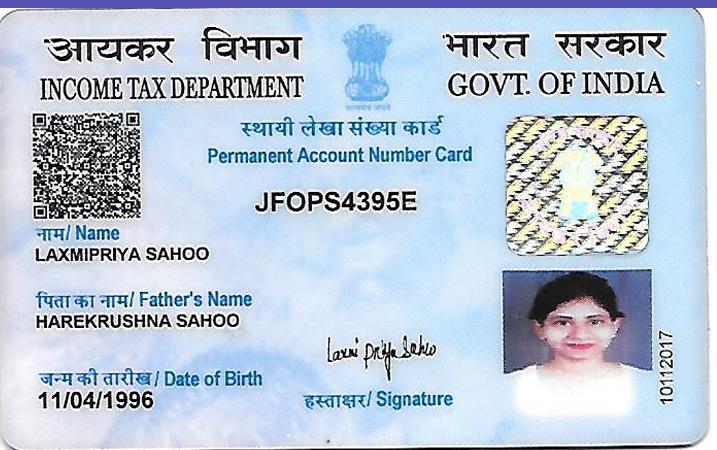 आयकर विभाग
INCOME TAX DEPARTMENT
भारत सरकार
GOVT. OF INDIA
स्थायी लेखा संख्या कार्ड
Permanent Account Number Card
JFOPS4395E
नाम/ Name
LAXMIPRIYA SAHOO
पिता का नाम/ Father's Name
HAREKRUSHNA SAHOO
Laxmi Priya Sahoo
जन्म की तारीख/ Date of Birth
11/04/1996
हस्ताक्षर/ Signature
10112017